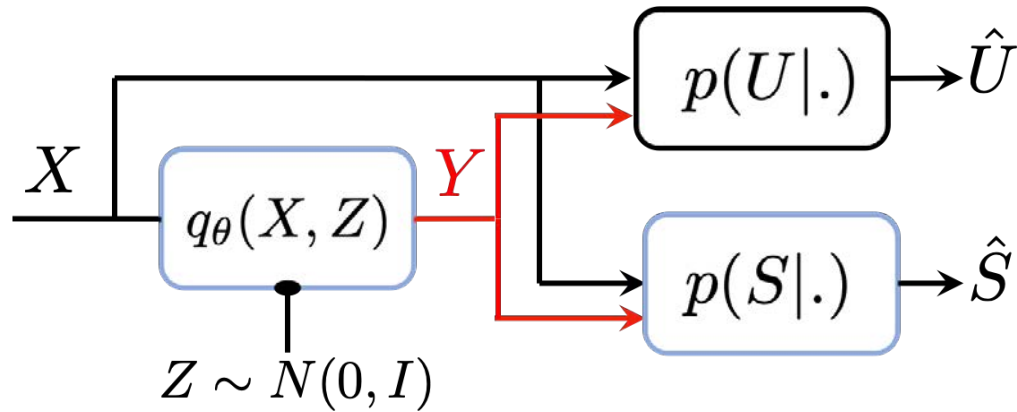 p(U|.)
Û
X
Y
q_θ(X, Z)
p(S|.)
Ŝ
Z ∼ N(0, I)